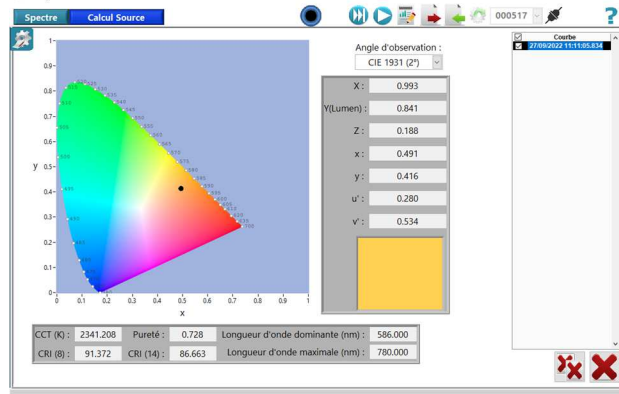 Spectre Calcul Source 000517 ?
Courbe
27/09/2022 11:11:05.834
Angle d'observation :
CIE 1931 (2°)
X : 0.993
Y(Lumen) : 0.841
Z : 0.188
x : 0.491
y : 0.416
u' : 0.280
v' : 0.534
1
0.9
0.8
0.7
0.6
0.5
y
0.4
0.3
0.2
0.1
0
0 0.1 0.2 0.3 0.4 0.5 0.6 0.7 0.8 0.9 1
x
CCT (K) : 2341.208 Pureté : 0.728 Longueur d'onde dominante (nm) : 586.000
CRI (8) : 91.372 CRI (14) : 86.663 Longueur d'onde maximale (nm) : 780.000